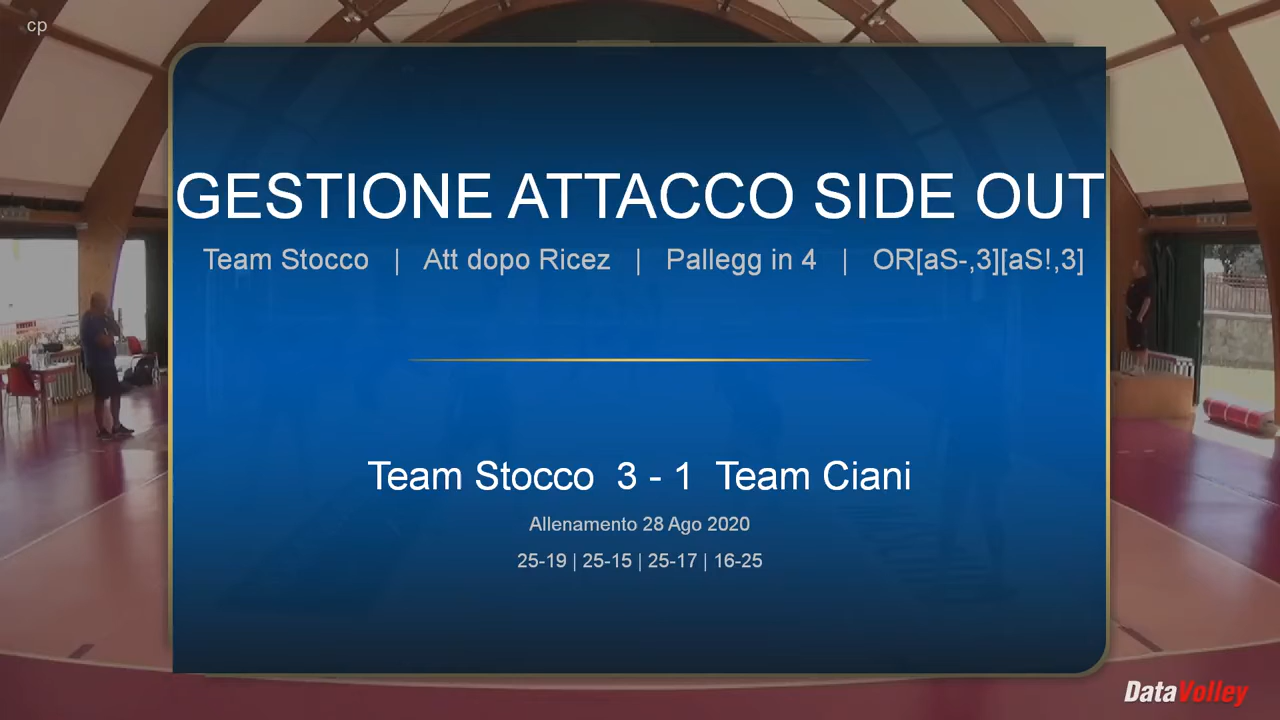 cp
GESTIONE ATTACCO SIDE OUT
Team Stocco | Att dopo Ricez | Pallegg in 4 | OR[aS-,3][aS!,3]
Team Stocco 3 - 1 Team Ciani
Allenamento 28 Ago 2020
25-19 | 25-15 | 25-17 | 16-25
DataVolley